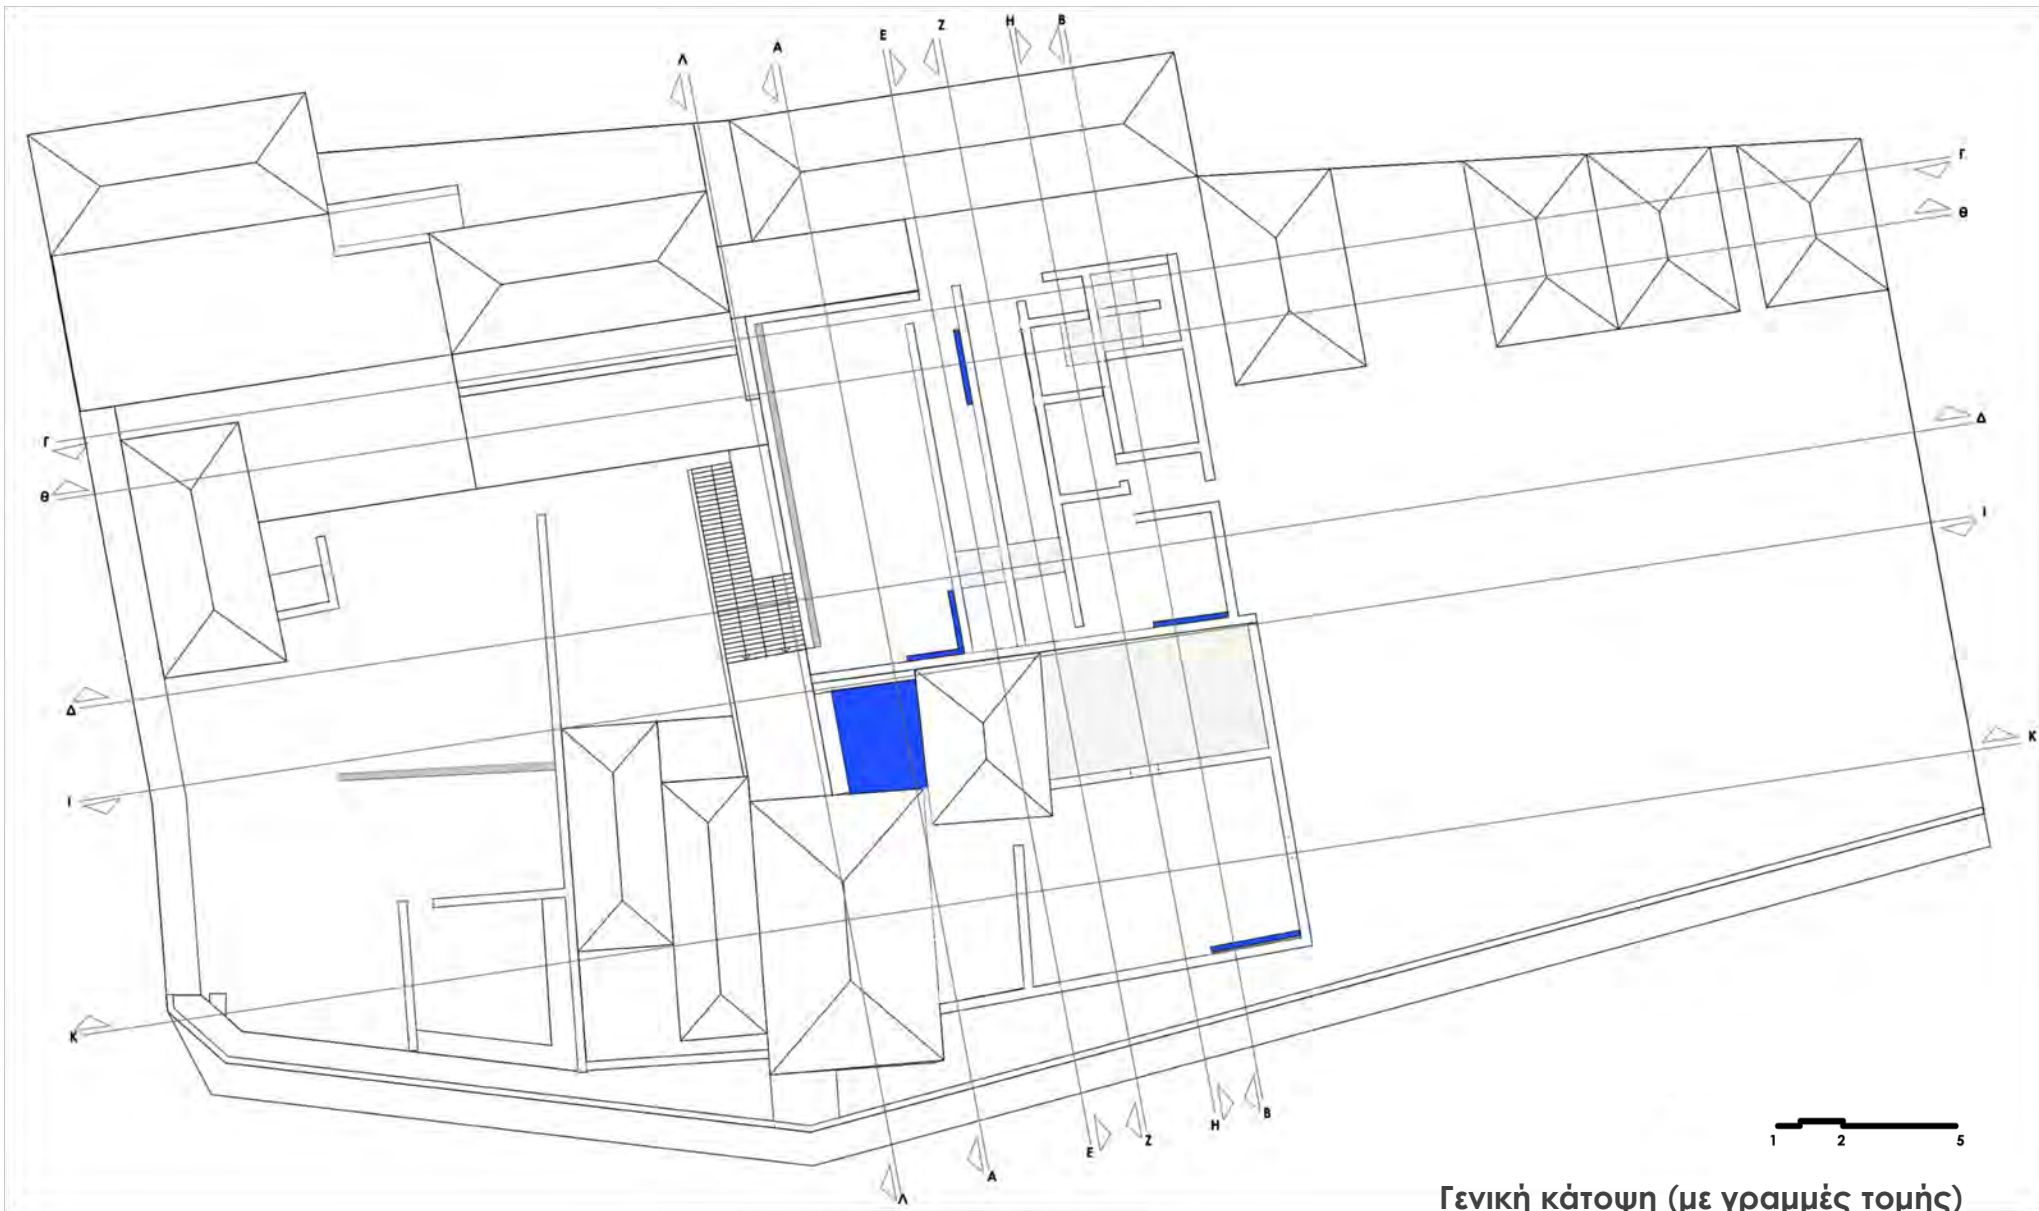 Λ
Α
Ε
Ζ
Η
Β
Γ
Θ
Δ
Ι
Κ
Γ
Θ
Δ
Ι
Κ
Λ
Α
Ε
Ζ
Η
Β
1 2 5
Γενική κάτοψη (με γραμμές τομής)